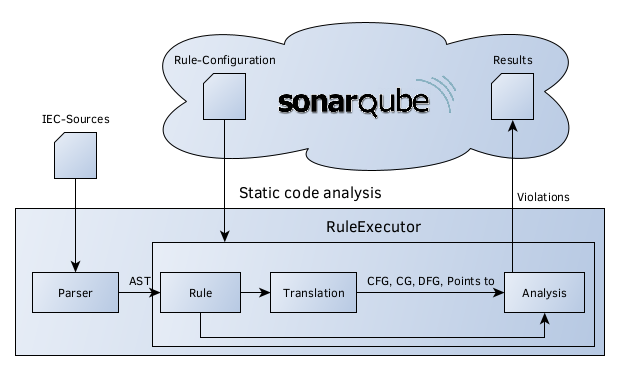 Rule-Configuration
Results
sonarqube
IEC-Sources
Static code analysis
Violations
RuleExecutor
Parser
AST
Rule
Translation
CFG, CG, DFG, Points to
Analysis